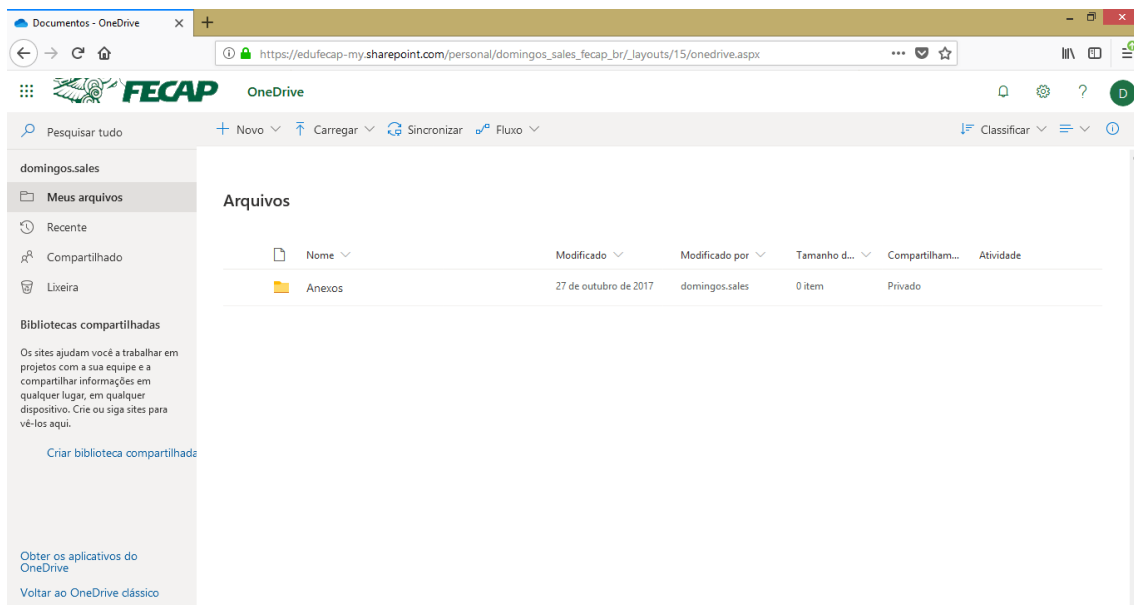 Documentos - OneDrive
https://edufecap-my.sharepoint.com/personal/domingos_sales_fecap_br/_layouts/15/onedrive.aspx
FECAP OneDrive ? D
Pesquisar tudo
Novo Carregar Sincronizar Fluxo Classificar
domingos.sales
Meus arquivos
Recente
Compartilhado
Lixeira
Bibliotecas compartilhadas
Os sites ajudam você a trabalhar em
projetos com a sua equipe e a
compartilhar informações em
qualquer lugar, em qualquer
dispositivo. Crie ou siga sites para
vê-los aqui.
Criar biblioteca compartilhada
Obter os aplicativos do
OneDrive
Voltar ao OneDrive clássico
Arquivos
Nome Modificado Modificado por Tamanho d... Compartilham... Atividade
Anexos 27 de outubro de 2017 domingos.sales 0 item Privado